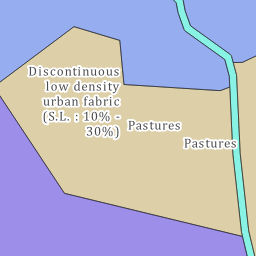 Discontinuous
low density
urban fabric
(S.L. : 10% -
30%)
Pastures
Pastures